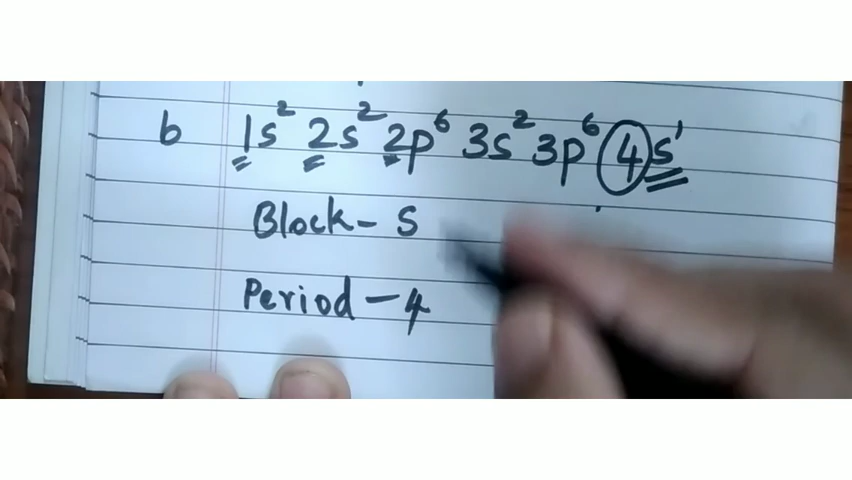 b 1s² 2s² 2p⁶ 3s² 3p⁶ 4s¹
Block - S
Period - 4